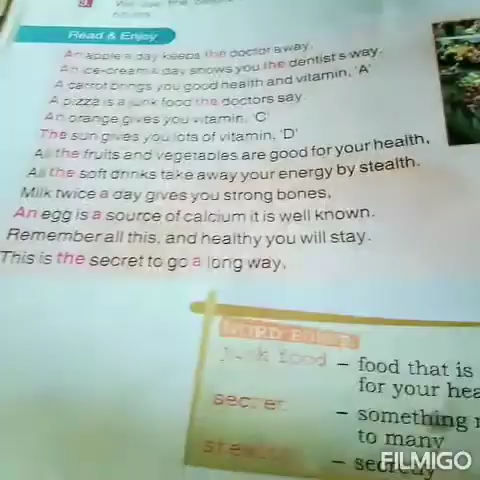 3.
Read & Enjoy
An apple a day keeps the doctor away.
An ice-cream a day shows you the dentist's way.
A carrot brings you good health and vitamin, 'A'
A pizza is a junk food the doctors say.
An orange gives you vitamin, 'C'
The sun gives you lots of vitamin, 'D'
All the fruits and vegetables are good for your health,
All the soft drinks take away your energy by stealth.
Milk twice a day gives you strong bones,
An egg is a source of calcium it is well known.
Remember all this, and healthy you will stay.
This is the secret to go a long way.
junk food – food that is
for your hea
secret – something
to many
– secretly
FILMIGO